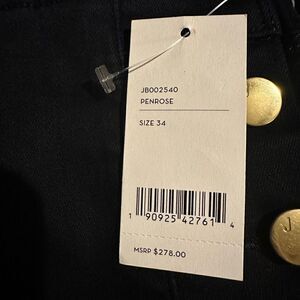 JB002540
PENROSE
SIZE 34
1 90925 42761 4
MSRP $278.00
J